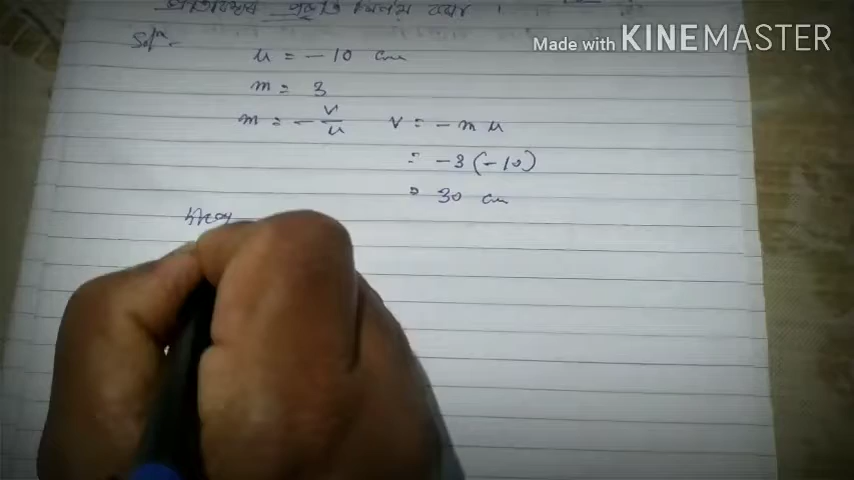 Made with KINEMASTER
Solⁿ -
u = - 10 cm
m = 3
m = - v/u    v = - m u
= -3 (-10)
= 30 cm